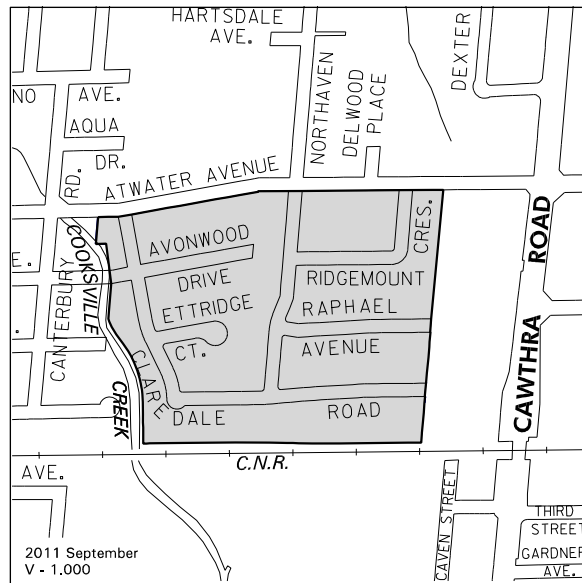 HARTSDALE
AVE.
DEXTER
NO AVE.
AQUA
DR.
RD.
NORTHAVEN
DELWOOD
PLACE
ATWATER AVENUE
CANTERBURY
E.
.
COOKSVILLE
CREEK
AVONWOOD
DRIVE
ETTRIDGE
CT.
CRES.
RIDGEMOUNT
RAPHAEL
AVENUE
CLAREDALE ROAD
CAWTHRA ROAD
C.N.R.
AVE.
CAVEN STREET
THIRD
STREET
GARDNER
AVE.
2011 September
V - 1.000